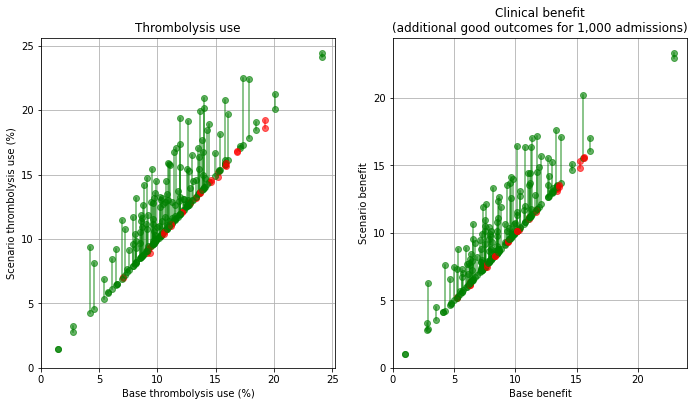 Thrombolysis use
Scenario thrombolysis use (%)
25
20
15
10
5
0
0 5 10 15 20 25
Base thrombolysis use (%)
Clinical benefit
(additional good outcomes for 1,000 admissions)
Scenario benefit
20
15
10
5
0
0 5 10 15 20
Base benefit